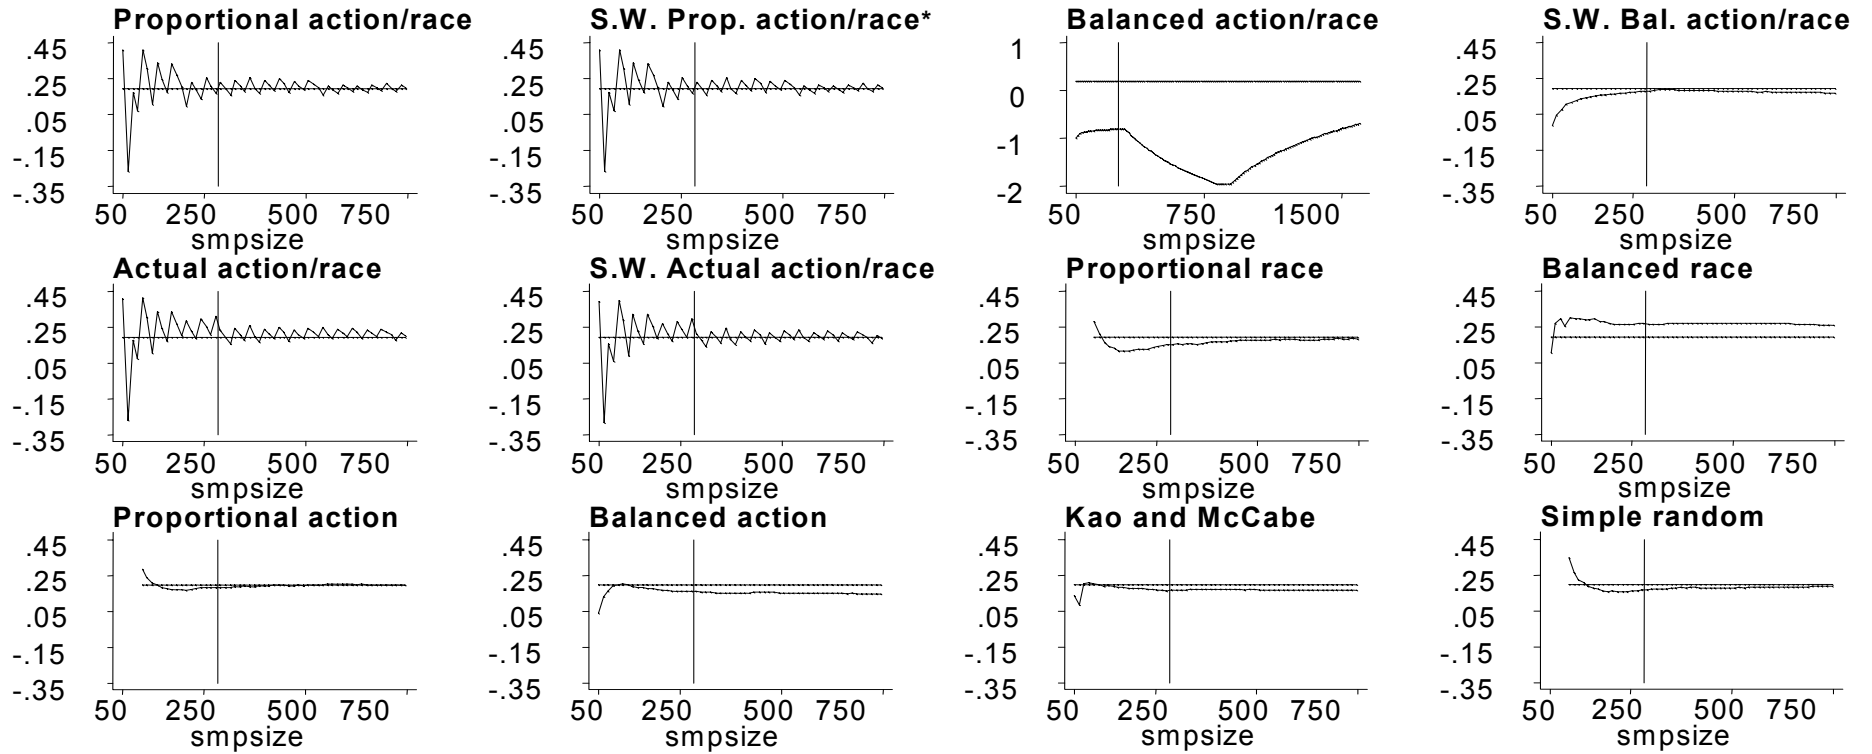 Proportional action/race
.45
.25
.05
-.15
-.35
50 250 500 750
smpsize
S.W. Prop. action/race*
.45
.25
.05
-.15
-.35
50 250 500 750
smpsize
Balanced action/race
1
0
-1
-2
50 750 1500
smpsize
S.W. Bal. action/race
.45
.25
.05
-.15
-.35
50 250 500 750
smpsize
Actual action/race
.45
.25
.05
-.15
-.35
50 250 500 750
smpsize
S.W. Actual action/race
.45
.25
.05
-.15
-.35
50 250 500 750
smpsize
Proportional race
.45
.25
.05
-.15
-.35
50 250 500 750
smpsize
Balanced race
.45
.25
.05
-.15
-.35
50 250 500 750
smpsize
Proportional action
.45
.25
.05
-.15
-.35
50 250 500 750
smpsize
Balanced action
.45
.25
.05
-.15
-.35
50 250 500 750
smpsize
Kao and McCabe
.45
.25
.05
-.15
-.35
50 250 500 750
smpsize
Simple random
.45
.25
.05
-.15
-.35
50 250 500 750
smpsize